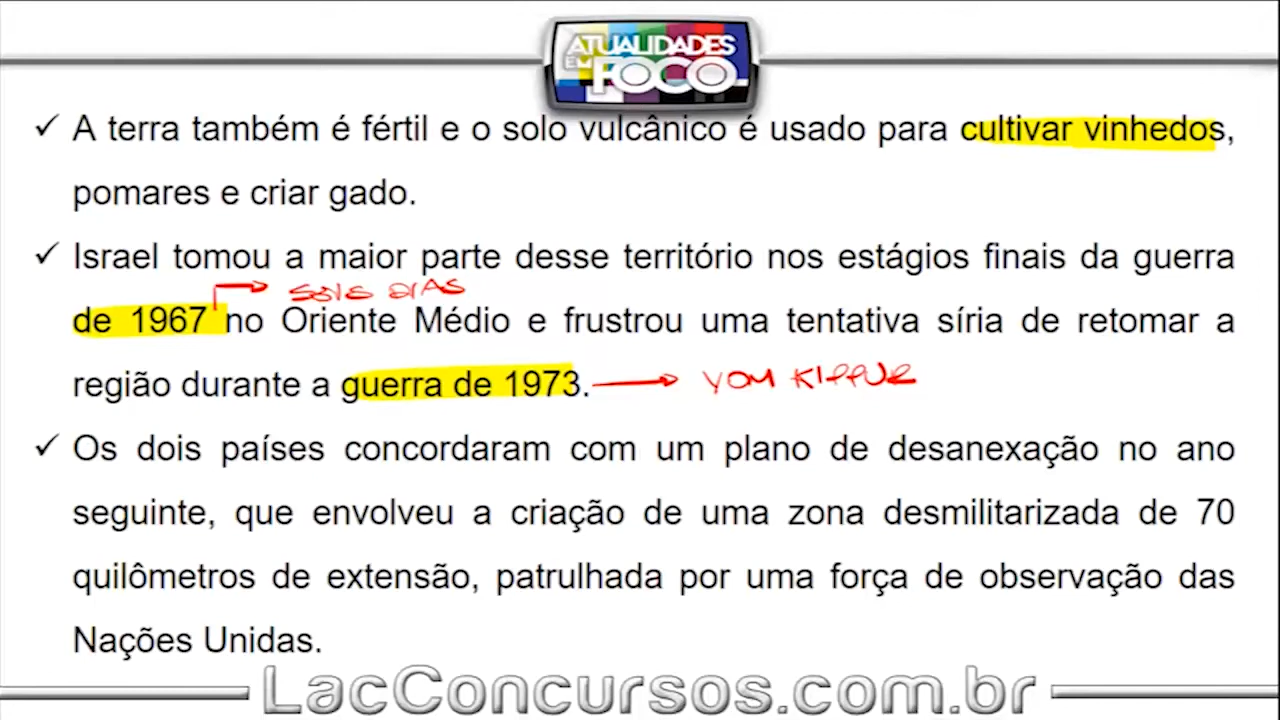 ATUALIDADES
EM FOCO
✓ A terra também é fértil e o solo vulcânico é usado para cultivar vinhedos,
pomares e criar gado.
✓ Israel tomou a maior parte desse território nos estágios finais da guerra
SEIS DIAS
de 1967 no Oriente Médio e frustrou uma tentativa síria de retomar a
região durante a guerra de 1973. → YOM KIPPUR
✓ Os dois países concordaram com um plano de desanexação no ano
seguinte, que envolveu a criação de uma zona desmilitarizada de 70
quilômetros de extensão, patrulhada por uma força de observação das
Nações Unidas.
LacConcursos.com.br